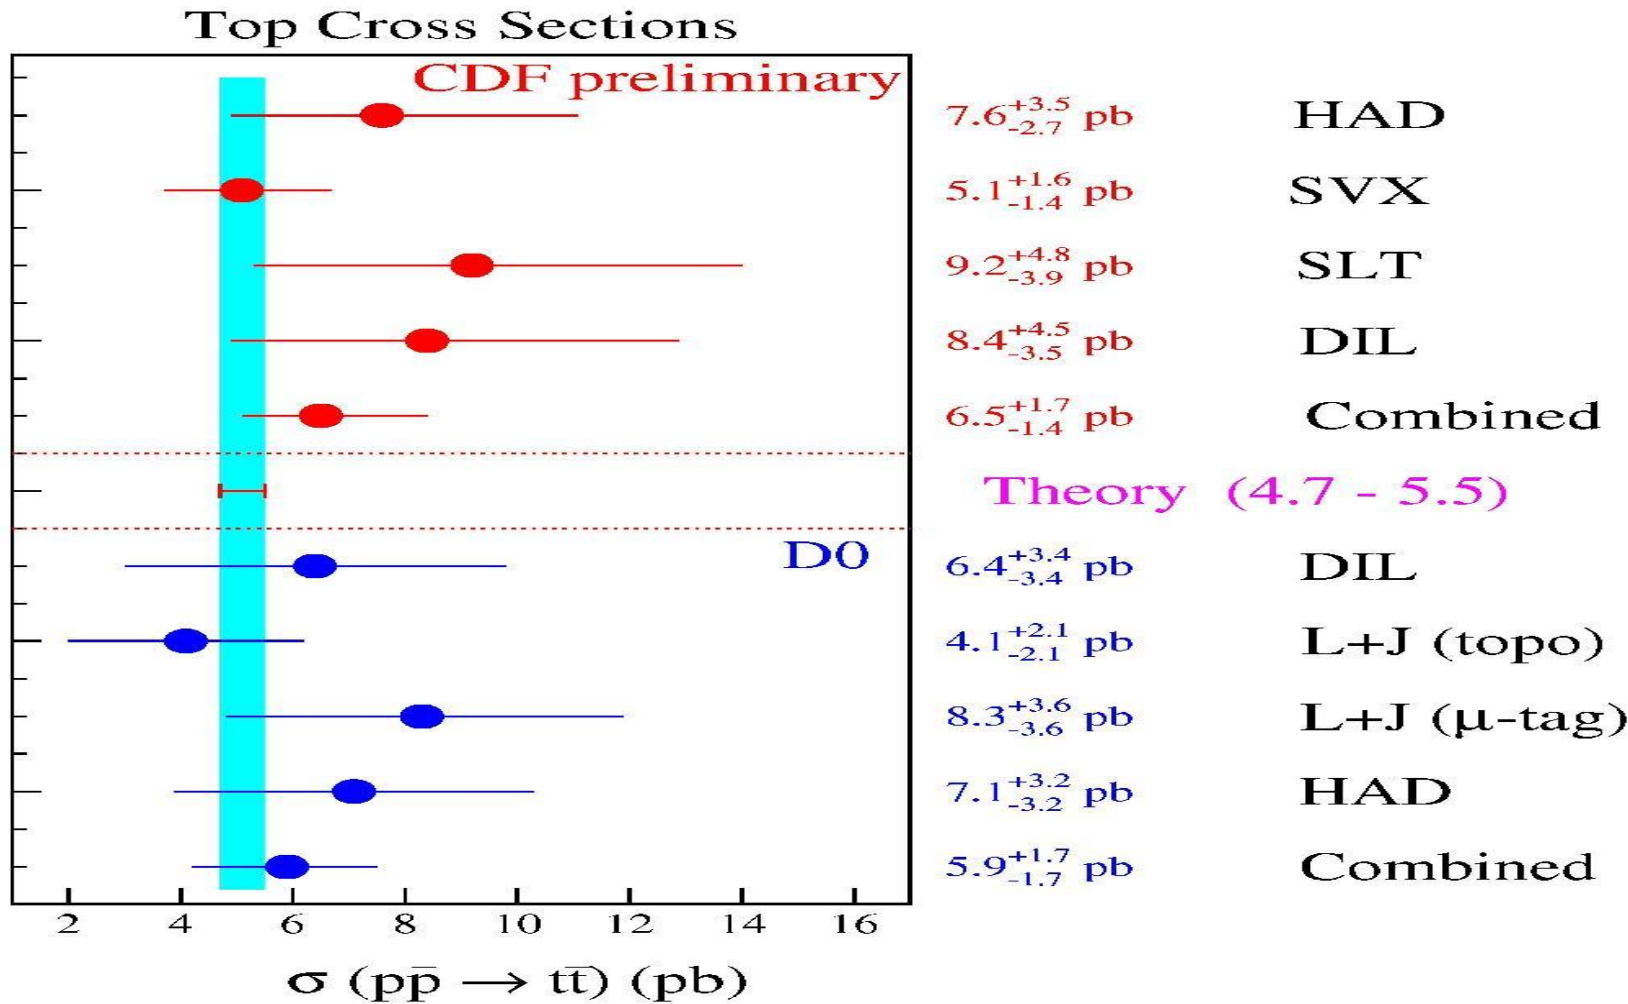 Top Cross Sections
CDF preliminary
7.6+3.5-2.7 pb HAD
5.1+1.6-1.4 pb SVX
9.2+4.8-3.9 pb SLT
8.4+4.5-3.5 pb DIL
6.5+1.7-1.4 pb Combined
Theory (4.7 - 5.5)
D0
6.4+3.4-3.4 pb DIL
4.1+2.1-2.1 pb L+J (topo)
8.3+3.6-3.6 pb L+J (μ-tag)
7.1+3.2-3.2 pb HAD
5.9+1.7-1.7 pb Combined
2 4 6 8 10 12 14 16
σ (pp̄ → tt̄) (pb)